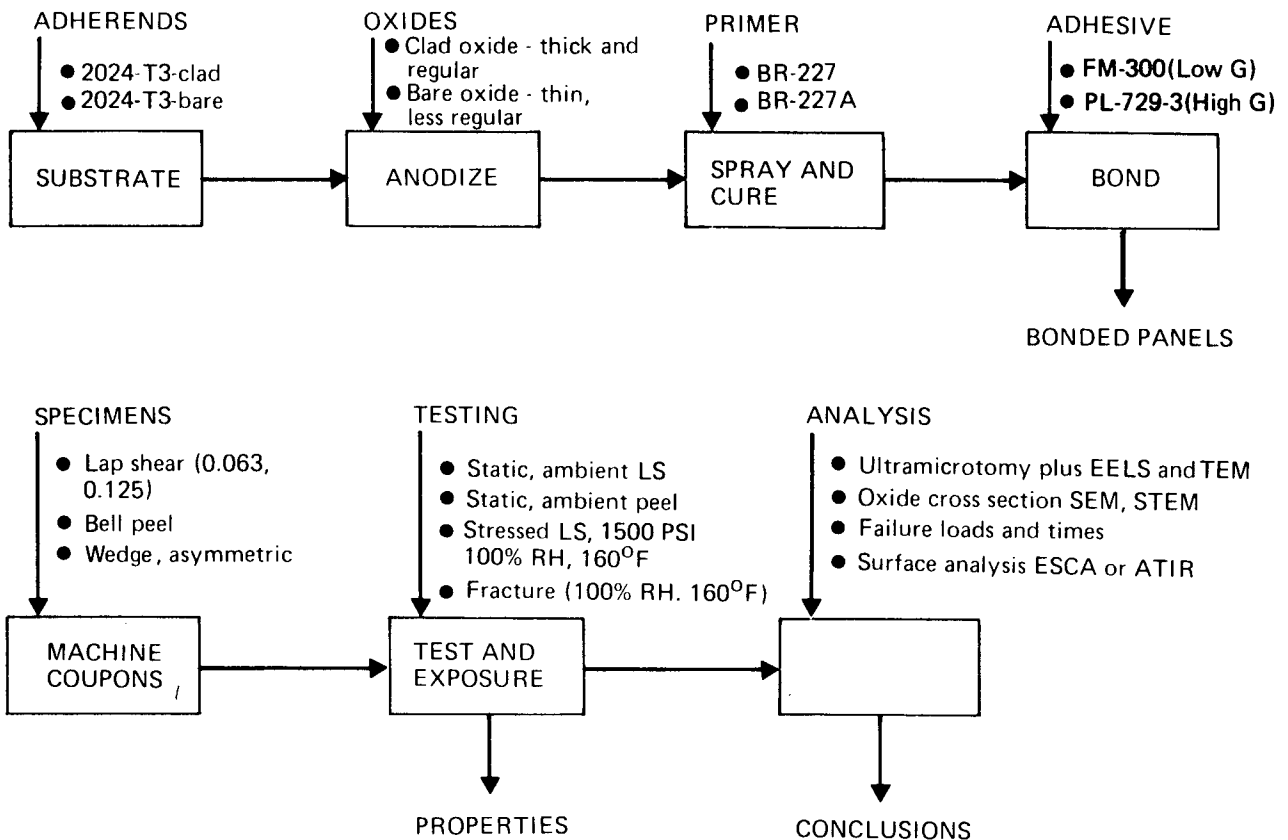 ADHERENDS
● 2024-T3-clad
● 2024-T3-bare
SUBSTRATE
OXIDES
● Clad oxide - thick and
regular
● Bare oxide - thin,
less regular
ANODIZE
PRIMER
● BR-227
● BR-227A
SPRAY AND
CURE
ADHESIVE
● FM-300(Low G)
● PL-729-3(High G)
BOND
BONDED PANELS
SPECIMENS
● Lap shear (0.063,
0.125)
● Bell peel
● Wedge, asymmetric
MACHINE
COUPONS
TESTING
● Static, ambient LS
● Static, ambient peel
● Stressed LS, 1500 PSI
100% RH, 160°F
● Fracture (100% RH. 160°F)
TEST AND
EXPOSURE
PROPERTIES
ANALYSIS
● Ultramicrotomy plus EELS and TEM
● Oxide cross section SEM, STEM
● Failure loads and times
● Surface analysis ESCA or ATIR
CONCLUSIONS